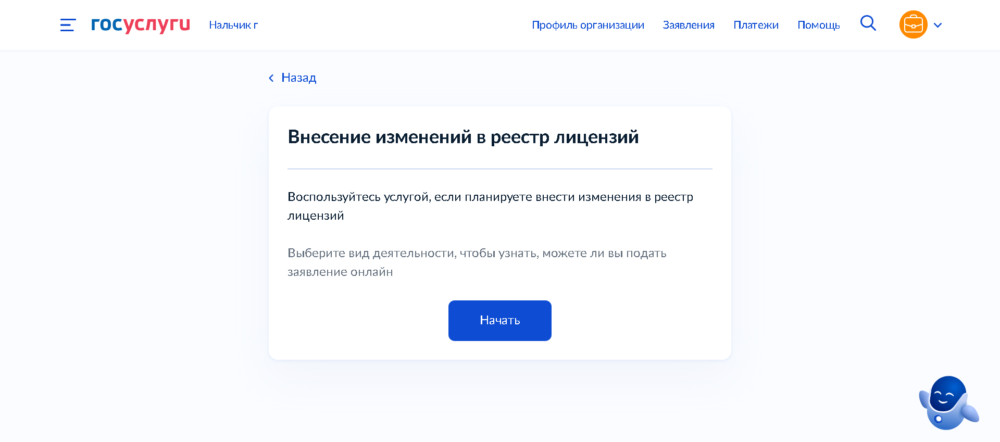 госуслуги
Нальчик г
Профиль организации
Заявления
Платежи
Помощь
Назад
Внесение изменений в реестр лицензий
Воспользуйтесь услугой, если планируете внести изменения в реестр
лицензий
Выберите вид деятельности, чтобы узнать, можете ли вы подать
заявление онлайн
Начать